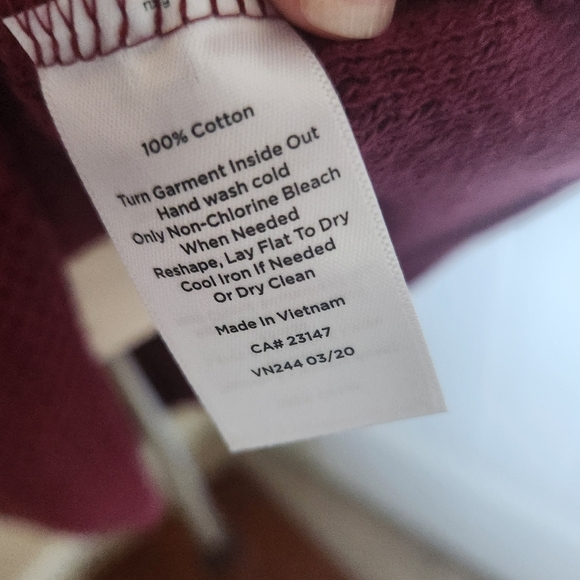 100% Cotton
Turn Garment Inside Out
Hand wash cold
Only Non-Chlorine Bleach
When Needed
Reshape, Lay Flat To Dry
Cool Iron If Needed
Or Dry Clean
Made In Vietnam
CA# 23147
VN244 03/20